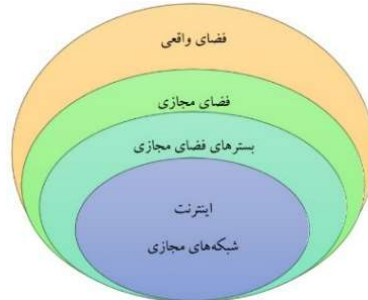 فضای واقعی
فضای مجازی
بسترهای فضای مجازی
اینترنت
شبکه‌های مجازی